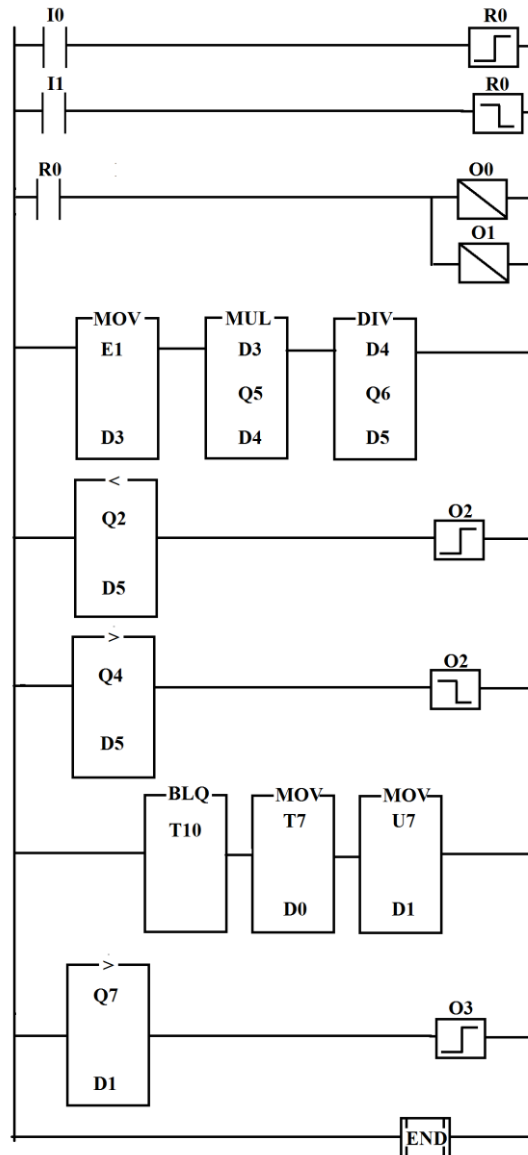 I0 R0
I1 R0
R0 O0
O1
MOV MUL DIV
E1 D3 D4
Q5 Q6
D3 D4 D5
<
Q2 O2
D5
>
Q4 O2
D5
BLQ MOV MOV
T10 T7 U7
D0 D1
>
Q7 O3
D1
END